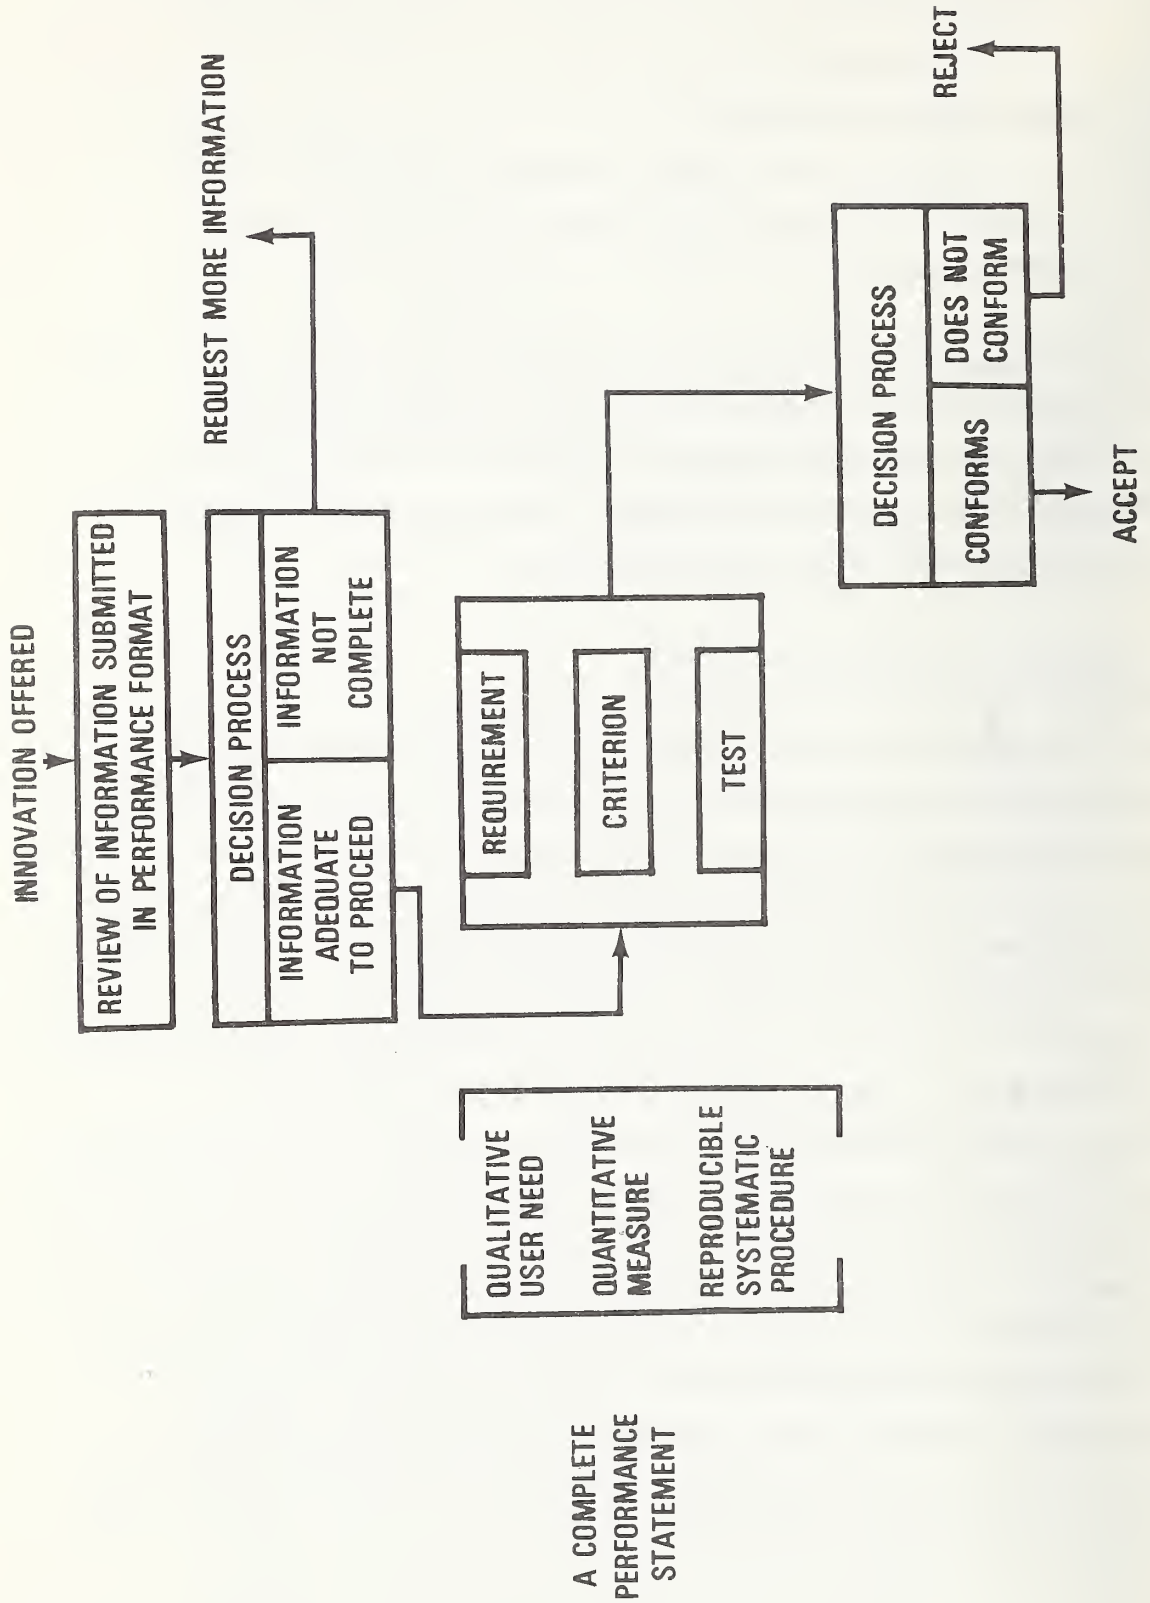 INNOVATION OFFERED
REVIEW OF INFORMATION SUBMITTED
IN PERFORMANCE FORMAT
DECISION PROCESS
INFORMATION
ADEQUATE
TO PROCEED
INFORMATION
NOT
COMPLETE
REQUEST MORE INFORMATION
A COMPLETE
PERFORMANCE
STATEMENT
QUALITATIVE
USER NEED
QUANTITATIVE
MEASURE
REPRODUCIBLE
SYSTEMATIC
PROCEDURE
REQUIREMENT
CRITERION
TEST
DECISION PROCESS
CONFORMS
DOES NOT
CONFORM
ACCEPT
REJECT